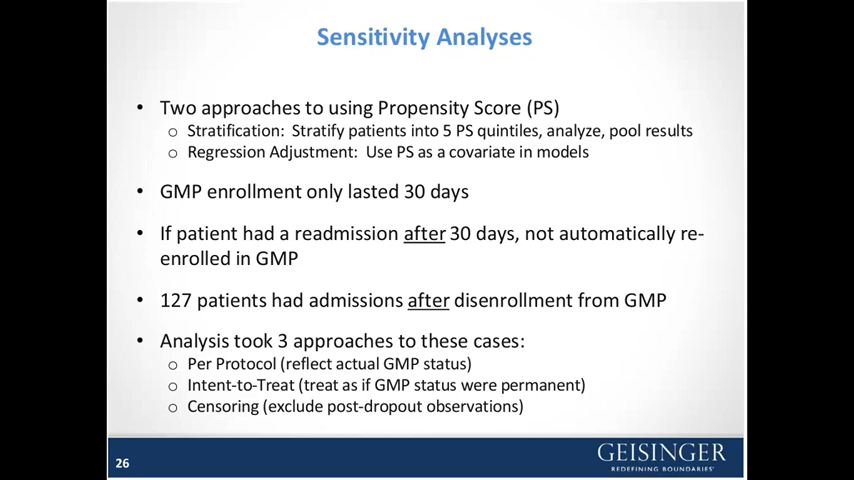 Sensitivity Analyses
• Two approaches to using Propensity Score (PS)
o Stratification: Stratify patients into 5 PS quintiles, analyze, pool results
o Regression Adjustment: Use PS as a covariate in models
• GMP enrollment only lasted 30 days
• If patient had a readmission after 30 days, not automatically re-
enrolled in GMP
• 127 patients had admissions after disenrollment from GMP
• Analysis took 3 approaches to these cases:
o Per Protocol (reflect actual GMP status)
o Intent-to-Treat (treat as if GMP status were permanent)
o Censoring (exclude post-dropout observations)
26
GEISINGER
REDEFINING BOUNDARIES®